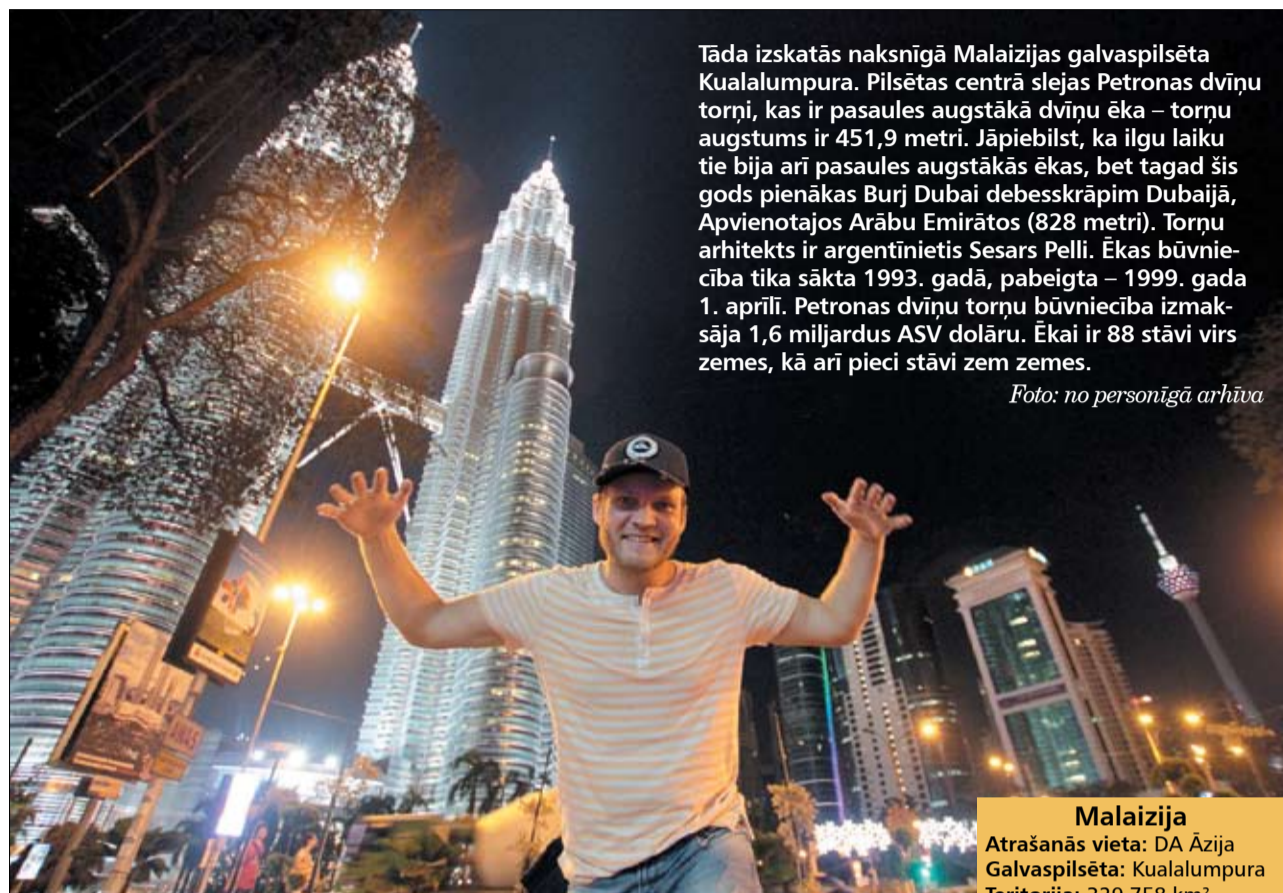 Tāda izskatās naksnīgā Malaizijas galvaspilsēta
Kualalumpura. Pilsētas centrā slejas Petronas dvīņu
torņi, kas ir pasaules augstākā dvīņu ēka – torņu
augstums ir 451,9 metri. Jāpiebilst, ka ilgu laiku
tie bija arī pasaules augstākās ēkas, bet tagad šis
gods pienākas Burj Dubai debesskrāpim Dubaijā,
Apvienotajos Arābu Emirātos (828 metri). Torņu
arhitekts ir argentīnietis Sesars Pelli. Ēkas būvnie-
cība tika sākta 1993. gadā, pabeigta – 1999. gada
1. aprīlī. Petronas dvīņu torņu būvniecība izmak-
sāja 1,6 miljardus ASV dolāru. Ēkai ir 88 stāvi virs
zemes, kā arī pieci stāvi zem zemes.
Foto: no personīgā arhīva
Malaizija
Atrašanās vieta: DA Āzija
Galvaspilsēta: Kualalumpura
Teritorija: 329 758 km²